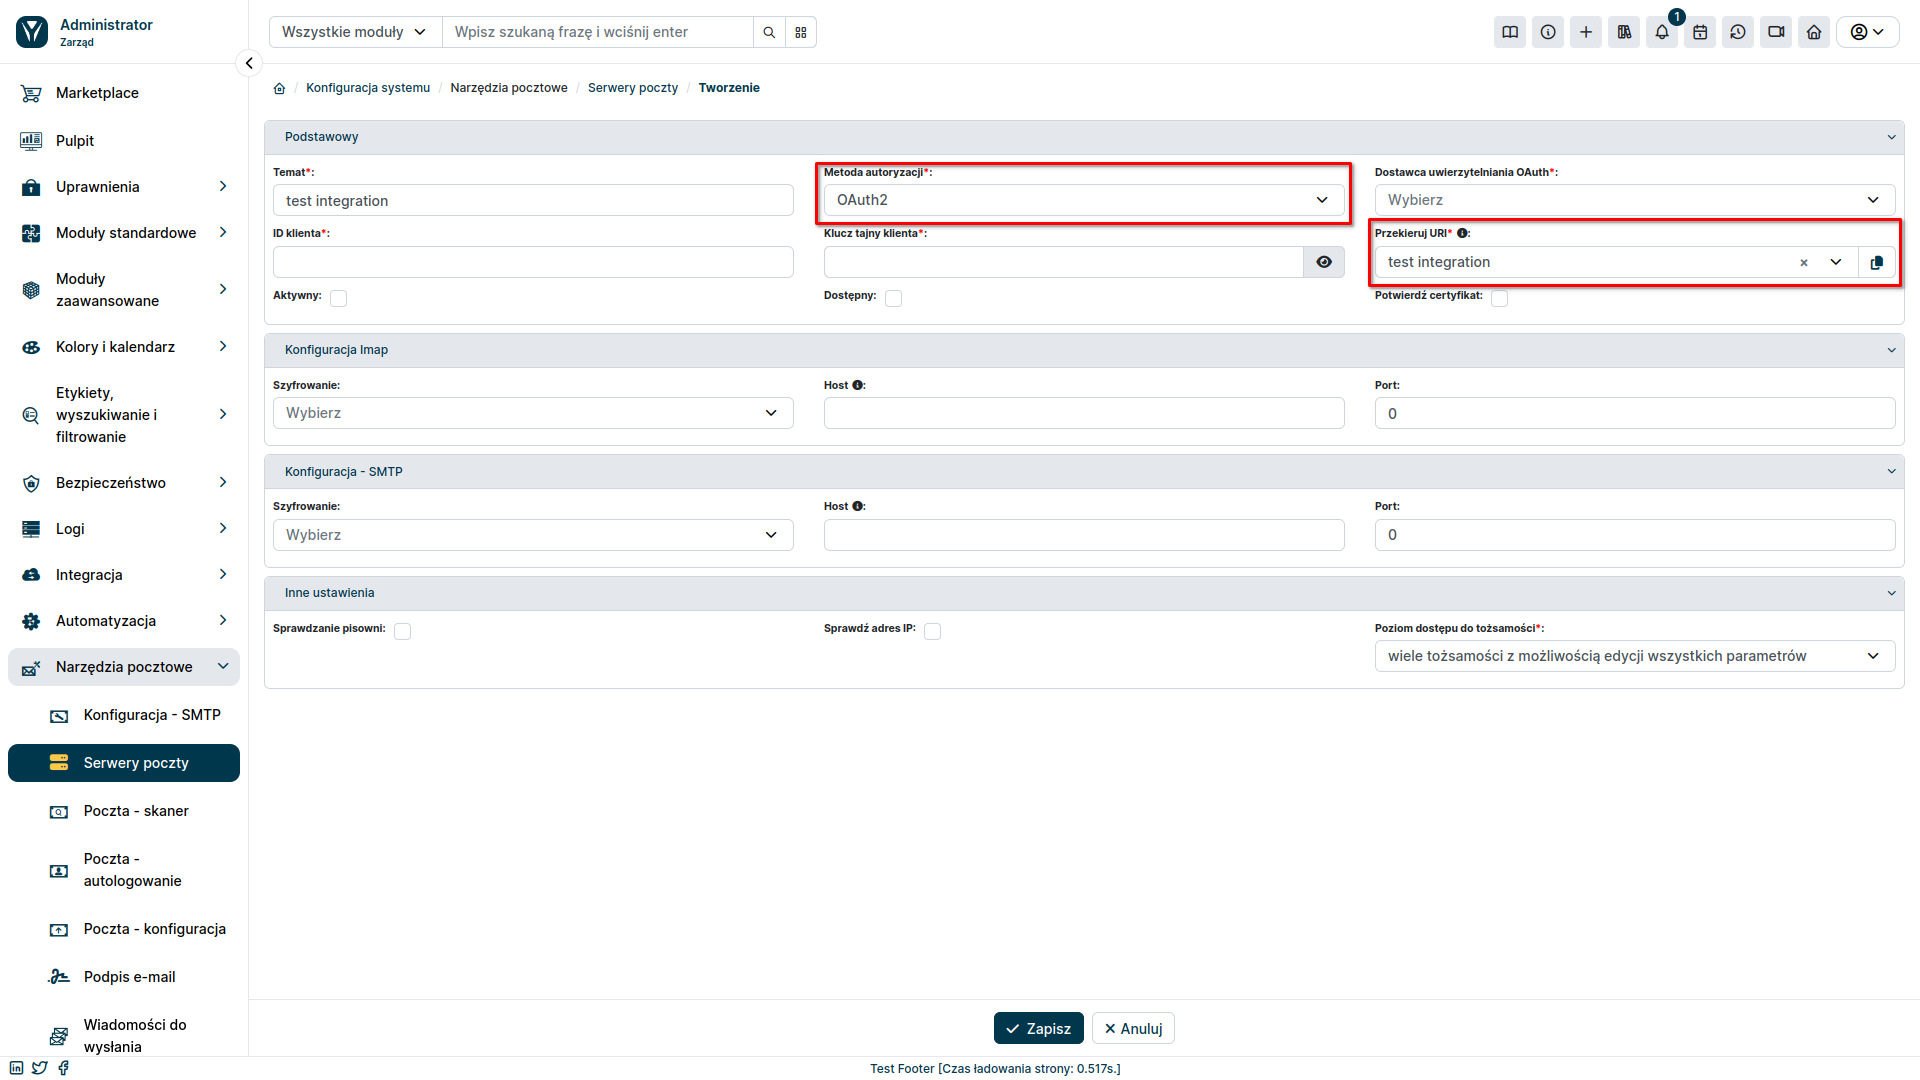 Administrator
Zarząd
Wszystkie moduły
Wpisz szukaną frazę i wciśnij enter
1
Marketplace
Pulpit
Uprawnienia
Moduły standardowe
Moduły
zaawansowane
Kolory i kalendarz
Etykiety,
wyszukiwanie i
filtrowanie
Bezpieczeństwo
Logi
Integracja
Automatyzacja
Narzędzia pocztowe
Konfiguracja - SMTP
Serwery poczty
Poczta - skaner
Poczta -
autologowanie
Poczta - konfiguracja
Podpis e-mail
Wiadomości do
wysłania
/ Konfiguracja systemu / Narzędzia pocztowe / Serwery poczty / Tworzenie
Podstawowy
Temat*:
test integration
Metoda autoryzacji*:
OAuth2
Dostawca uwierzytelniania OAuth*:
Wybierz
ID klienta*:
Klucz tajny klienta*:
Przekieruj URI* :
test integration
Aktywny:
Dostępny:
Potwierdź certyfikat:
Konfiguracja Imap
Szyfrowanie:
Wybierz
Host :
Port:
0
Konfiguracja - SMTP
Szyfrowanie:
Wybierz
Host :
Port:
0
Inne ustawienia
Sprawdzanie pisowni:
Sprawdź adres IP:
Poziom dostępu do tożsamości*:
wiele tożsamości z możliwością edycji wszystkich parametrów
Zapisz
Anuluj
Test Footer [Czas ładowania strony: 0.517s.]